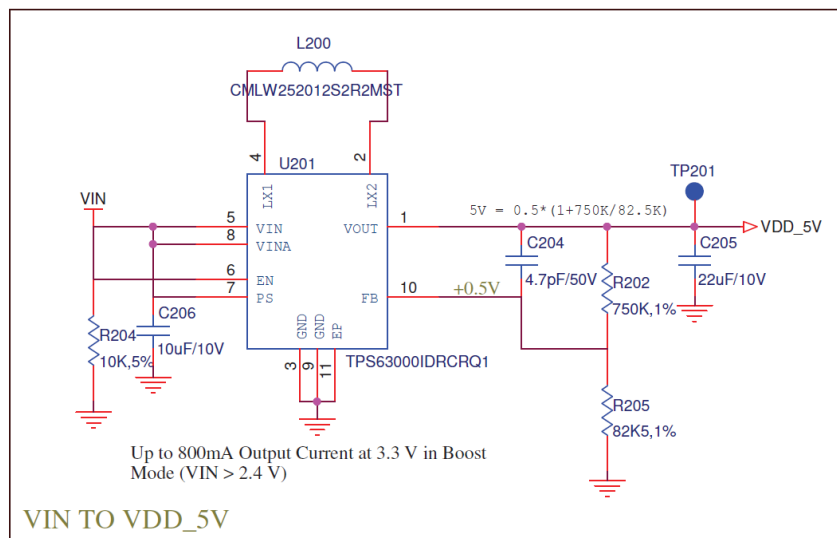 L200
CMLW252012S2R2MST
4
2
U201
LX1
LX2
TP201
VIN
5V = 0.5*(1+750K/82.5K)
5
VIN
VOUT
1
VDD_5V
8
VINA
C204
C205
4.7pF/50V
R202
22uF/10V
6
EN
10
+0.5V
750K,1%
7
PS
FB
C206
R204
10uF/10V
10K,5%
GND
GND
EP
3
9
11
TPS63000IDRCRQ1
R205
82K5,1%
Up to 800mA Output Current at 3.3 V in Boost
Mode (VIN > 2.4 V)
VIN TO VDD_5V